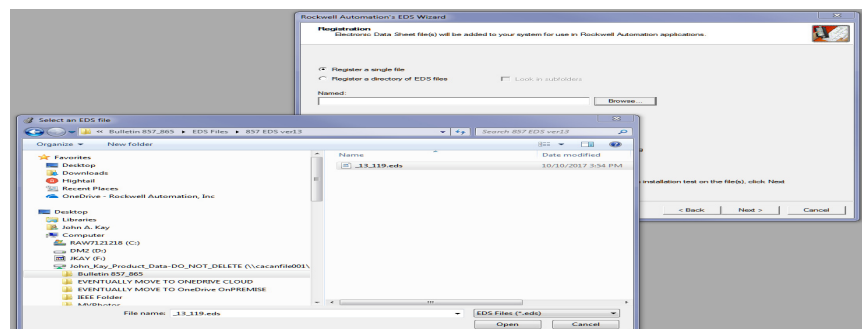 Rockwell Automation's EDS Wizard
Registration
Electronic Data Sheet file(s) will be added to your system for use in Rockwell Automation applications.
Register a single file
Register a directory of EDS files
Look in subfolders
Named:
Browse...
installation test on the file(s), click Next
< Back
Next >
Cancel
Select an EDS file
« Bulletin 857_865 ▸ EDS Files ▸ 857 EDS ver13
Search 857 EDS ver13
Organize
New folder
Name
Date modified
_13_119.eds
10/10/2017 3:54 PM
Favorites
Desktop
Downloads
Hightail
Recent Places
OneDrive - Rockwell Automation, Inc
Desktop
Libraries
John A. Kay
Computer
RAW7121218 (C:)
DM2 (D:)
JKAY (F:)
John_Kay_Product_Data-DO_NOT_DELETE (\\cacanfile001\
Bulletin 857_865
EVENTUALLY MOVE TO ONEDRIVE CLOUD
EVENTUALLY MOVE TO OneDrive OnPREMISE
IEEE Folder
MVPhotos
File name:
_13_119.eds
EDS Files (*.eds)
Open
Cancel